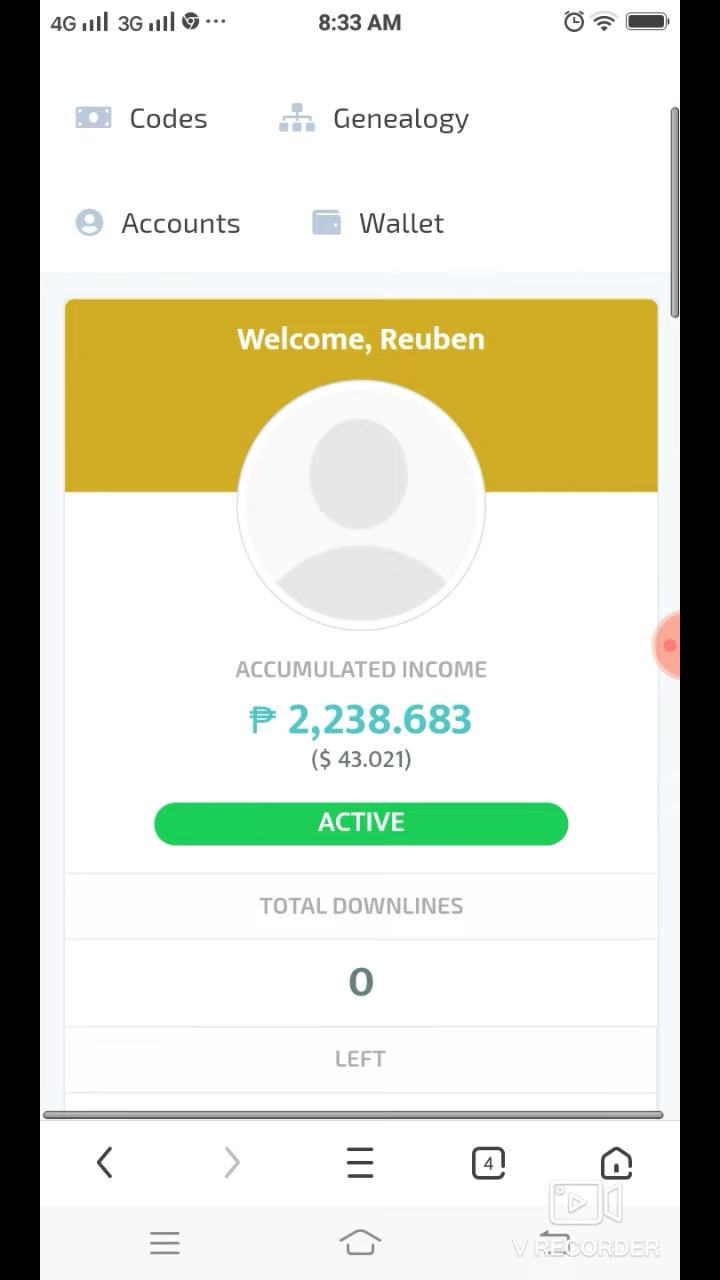 4G 3G ... 8:33 AM
Codes Genealogy
Accounts Wallet
Welcome, Reuben
ACCUMULATED INCOME
₱ 2,238.683
($ 43.021)
ACTIVE
TOTAL DOWNLINES
0
LEFT
4
V RECORDER